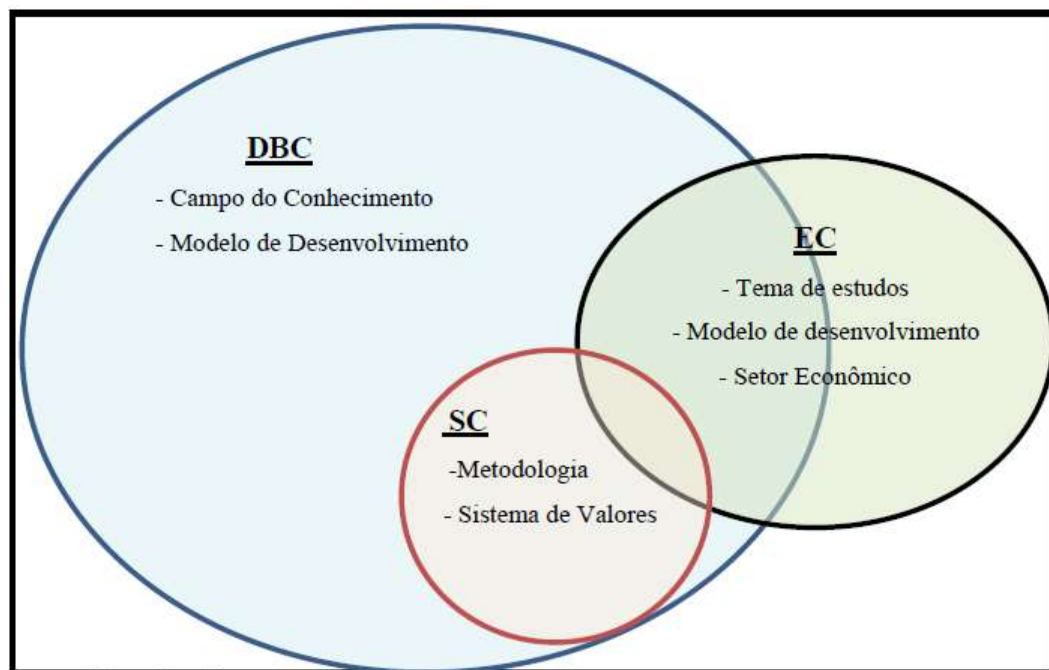 DBC
- Campo do Conhecimento
- Modelo de Desenvolvimento
EC
- Tema de estudos
- Modelo de desenvolvimento
- Setor Econômico
SC
-Metodologia
- Sistema de Valores